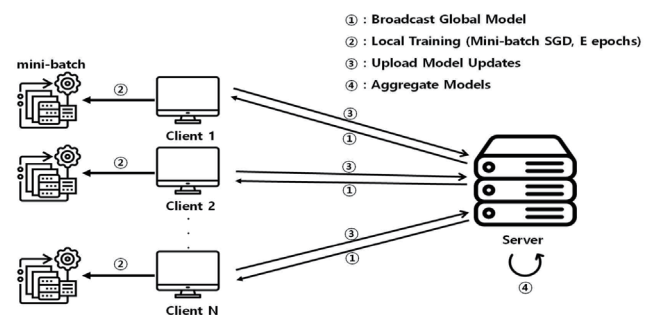 ① : Broadcast Global Model
② : Local Training (Mini-batch SGD, E epochs)
③ : Upload Model Updates
④ : Aggregate Models
mini-batch
②
Client 1
③
①
②
Client 2
③
①
.
.
.
②
Client N
③
①
Server
④